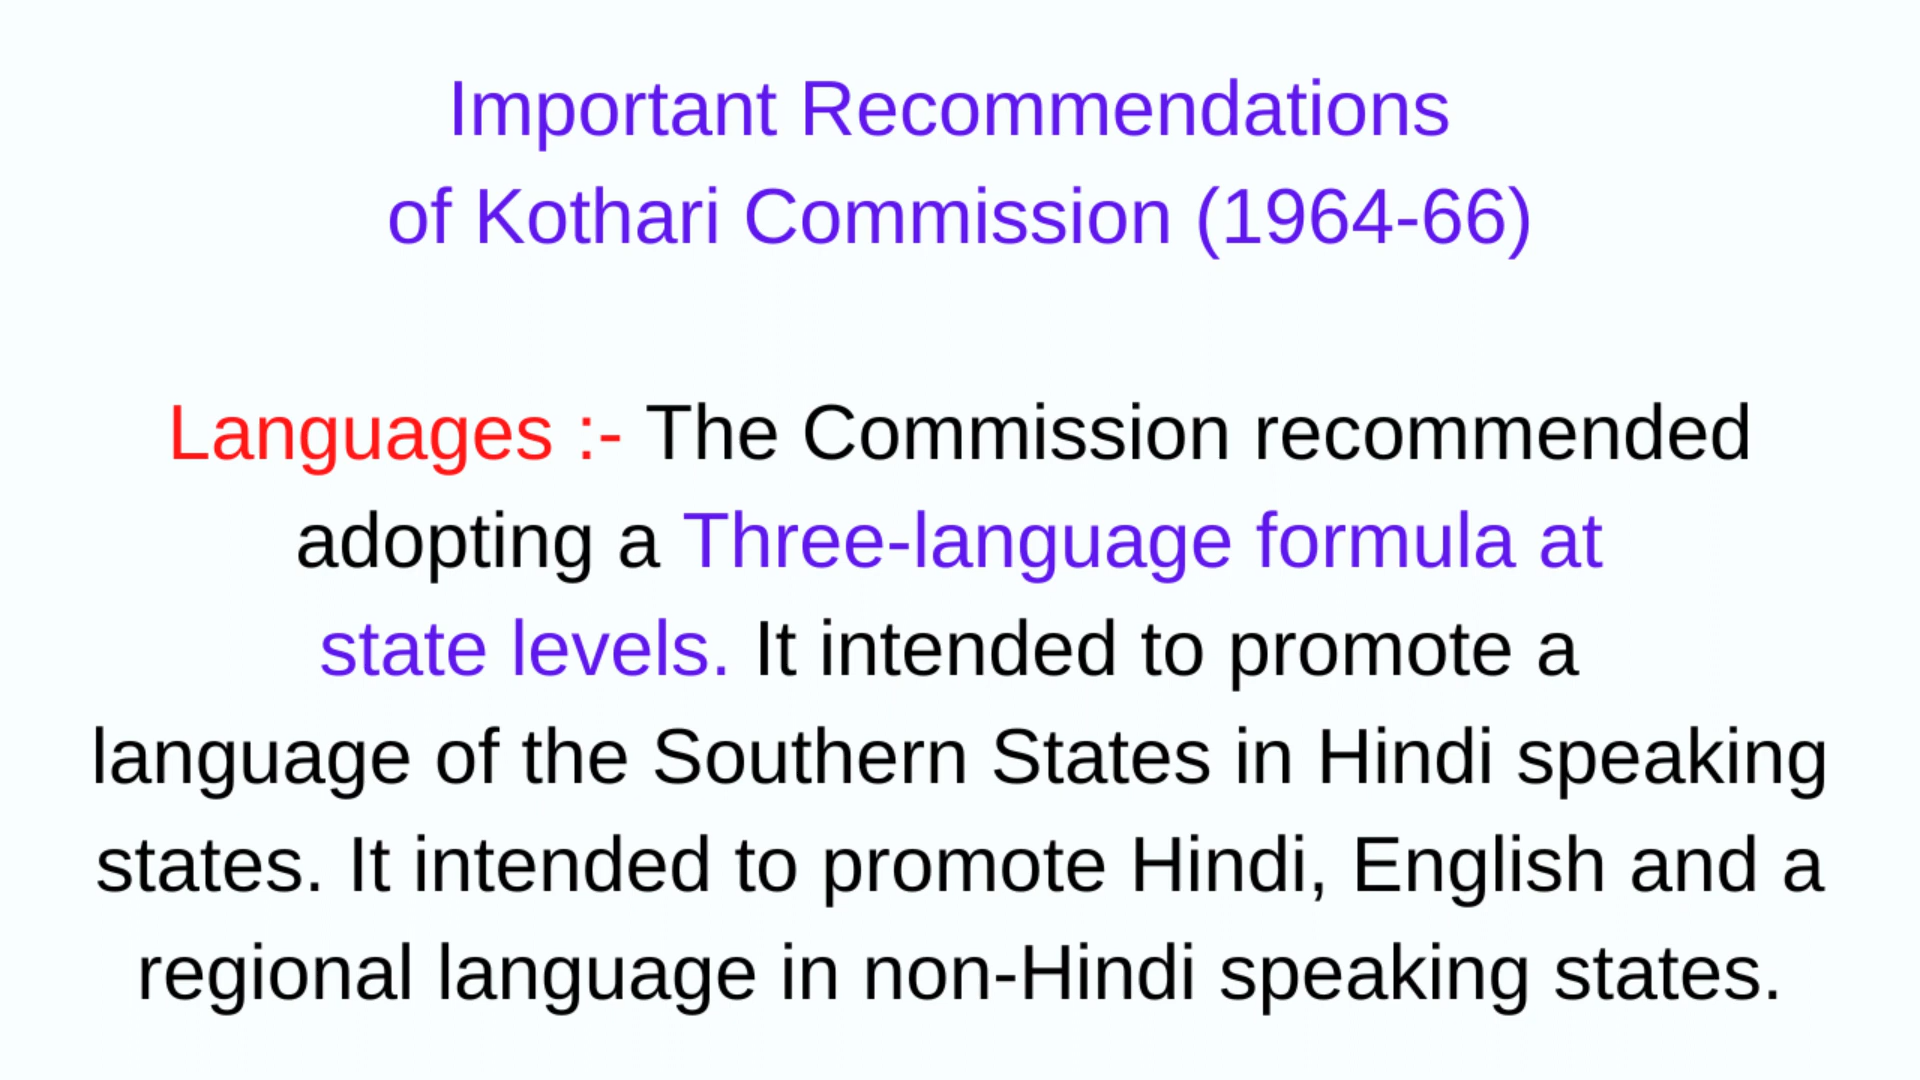 Important Recommendations
of Kothari Commission (1964-66)
Languages :- The Commission recommended
adopting a Three-language formula at
state levels. It intended to promote a
language of the Southern States in Hindi speaking
states. It intended to promote Hindi, English and a
regional language in non-Hindi speaking states.